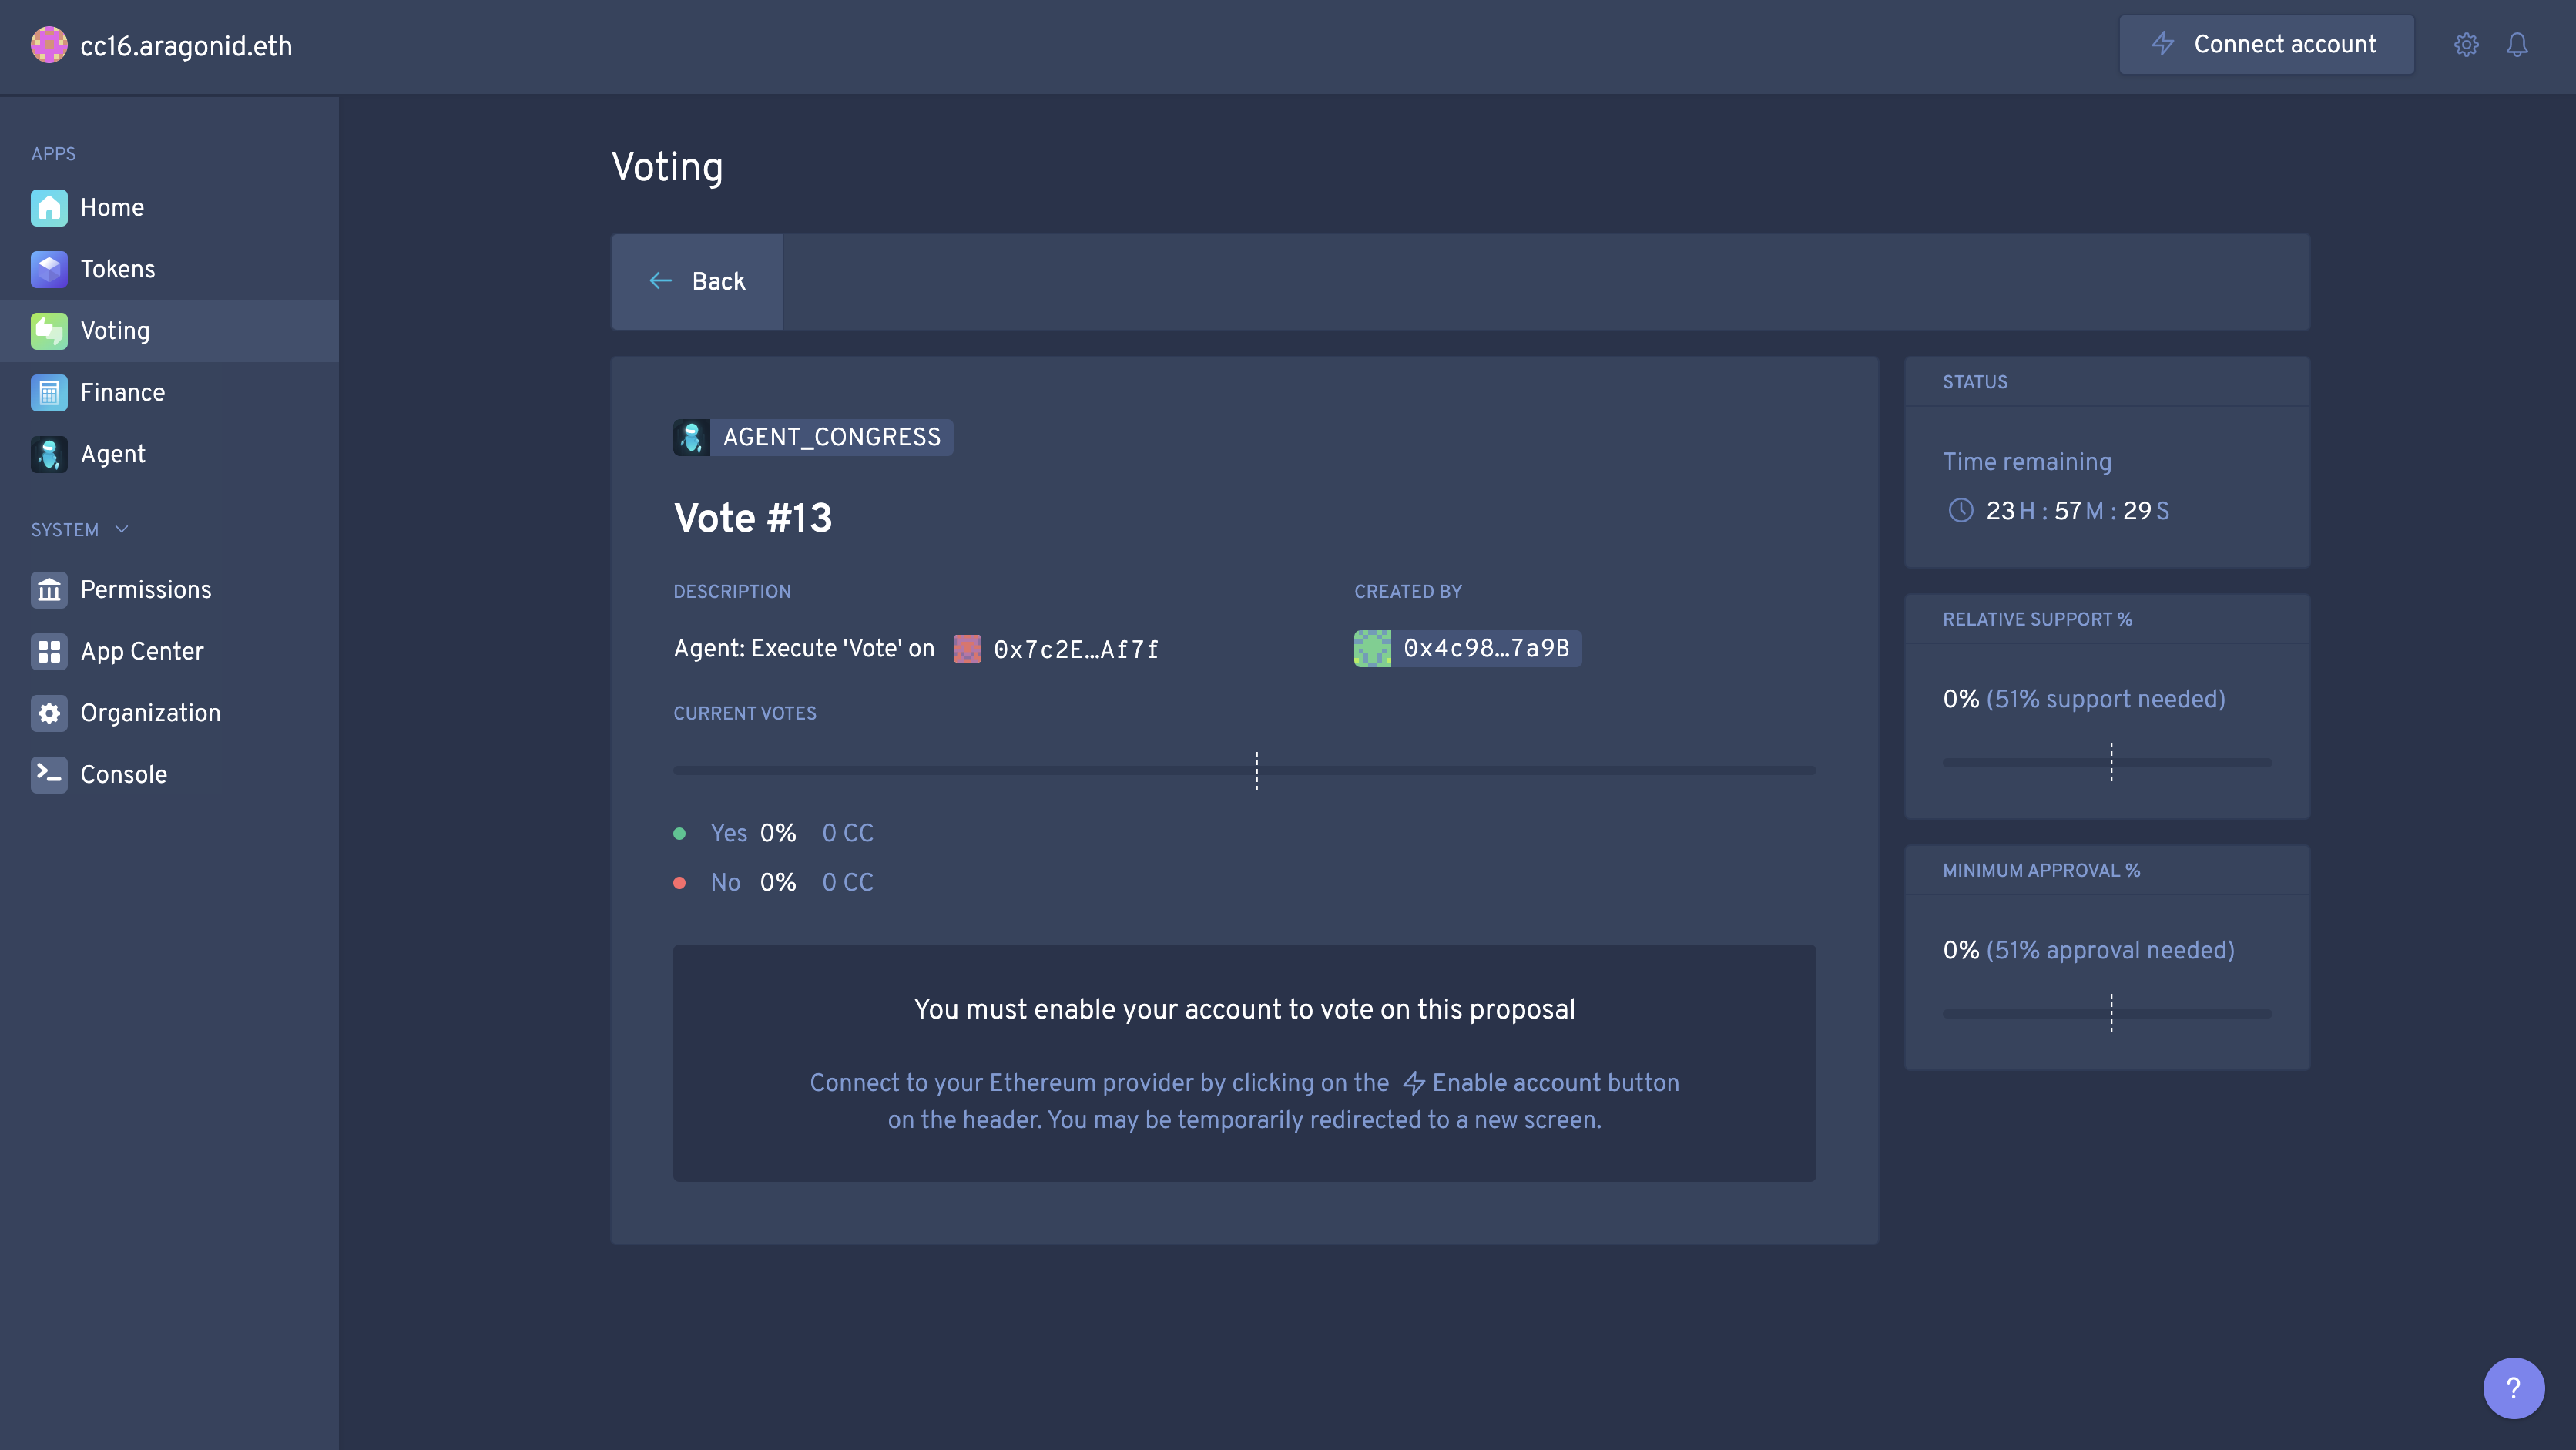 cc16.aragonid.eth
Connect account
APPS
Home
Tokens
Voting
Finance
Agent
SYSTEM
Permissions
App Center
Organization
Console
Voting
Back
AGENT_CONGRESS
Vote #13
DESCRIPTION
Agent: Execute 'Vote' on 0x7c2E…Af7f
CREATED BY
0x4c98…7a9B
CURRENT VOTES
Yes 0% 0 CC
No 0% 0 CC
You must enable your account to vote on this proposal
Connect to your Ethereum provider by clicking on the Enable account button
on the header. You may be temporarily redirected to a new screen.
STATUS
Time remaining
23 H : 57 M : 29 S
RELATIVE SUPPORT %
0% (51% support needed)
MINIMUM APPROVAL %
0% (51% approval needed)
?